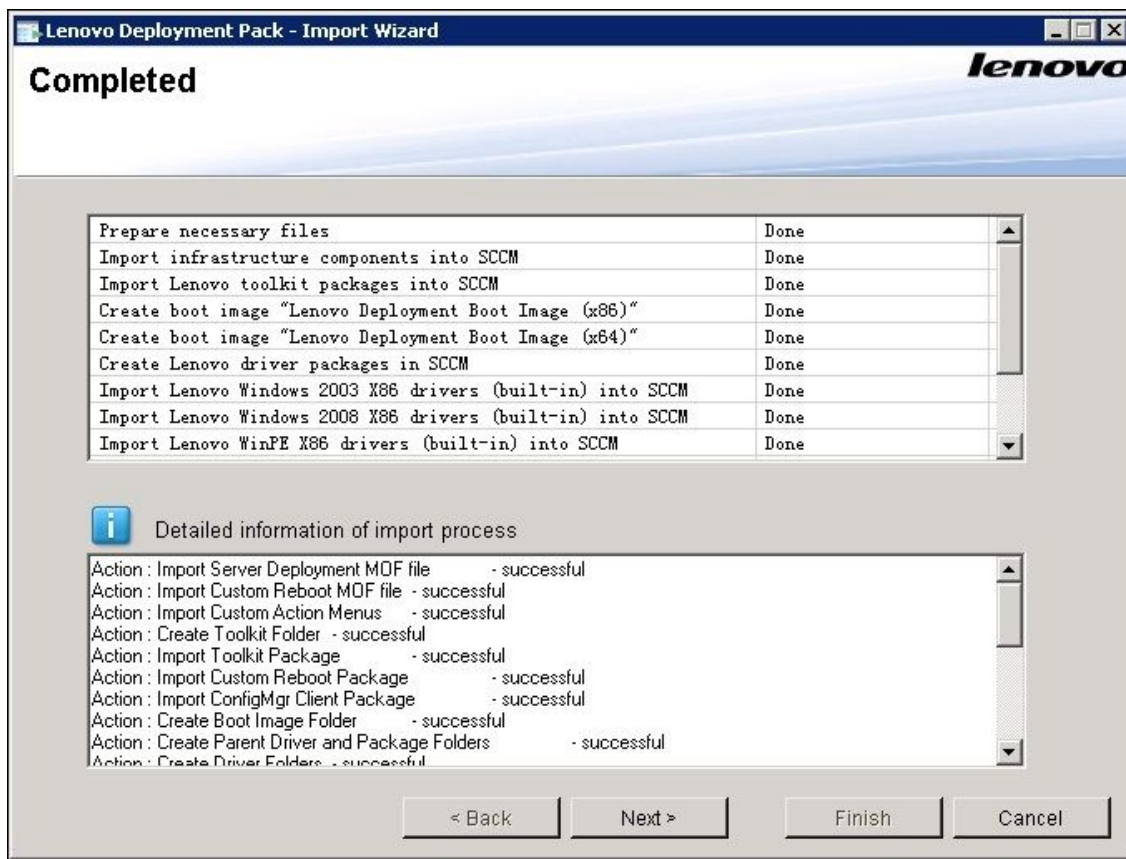 Lenovo Deployment Pack - Import Wizard
Completed
lenovo
Prepare necessary files Done
Import infrastructure components into SCCM Done
Import Lenovo toolkit packages into SCCM Done
Create boot image "Lenovo Deployment Boot Image (x86)" Done
Create boot image "Lenovo Deployment Boot Image (x64)" Done
Create Lenovo driver packages in SCCM Done
Import Lenovo Windows 2003 X86 drivers (built-in) into SCCM Done
Import Lenovo Windows 2008 X86 drivers (built-in) into SCCM Done
Import Lenovo WinPE X86 drivers (built-in) into SCCM Done
i Detailed information of import process
Action : Import Server Deployment MOF file - successful
Action : Import Custom Reboot MOF file - successful
Action : Import Custom Action Menus - successful
Action : Create Toolkit Folder - successful
Action : Import Toolkit Package - successful
Action : Import Custom Reboot Package - successful
Action : Import ConfigMgr Client Package - successful
Action : Create Boot Image Folder - successful
Action : Create Parent Driver and Package Folders - successful
Action : Create Driver Folders - successful
< Back Next > Finish Cancel